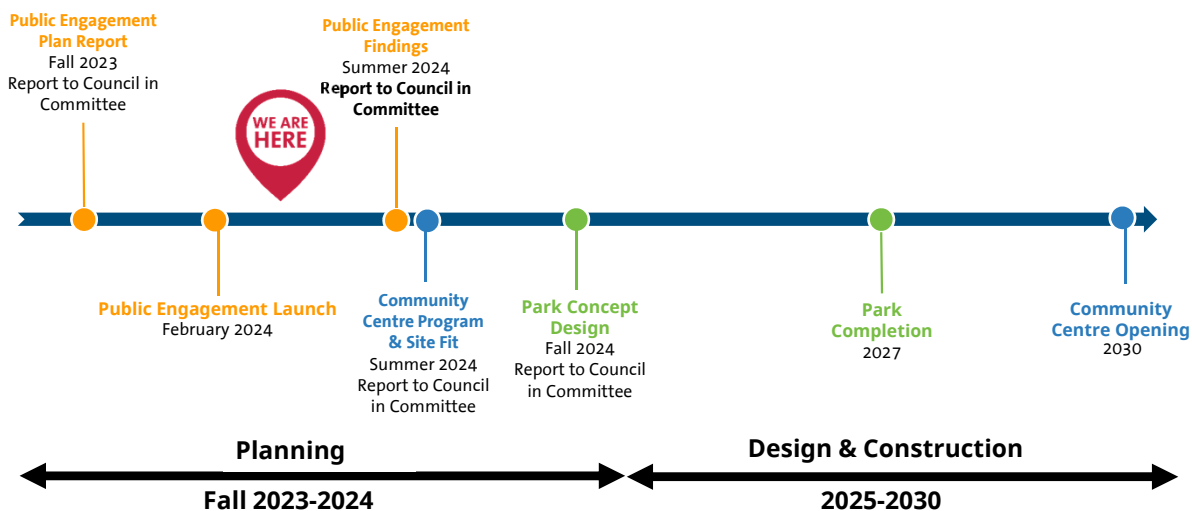 Public Engagement
Plan Report
Fall 2023
Report to Council in
Committee
WE ARE
HERE
Public Engagement
Findings
Summer 2024
Report to Council in
Committee
Public Engagement Launch
February 2024
Community
Centre Program
& Site Fit
Summer 2024
Report to Council
in Committee
Park Concept
Design
Fall 2024
Report to Council
in Committee
Park
Completion
2027
Community
Centre Opening
2030
Planning
Fall 2023-2024
Design & Construction
2025-2030